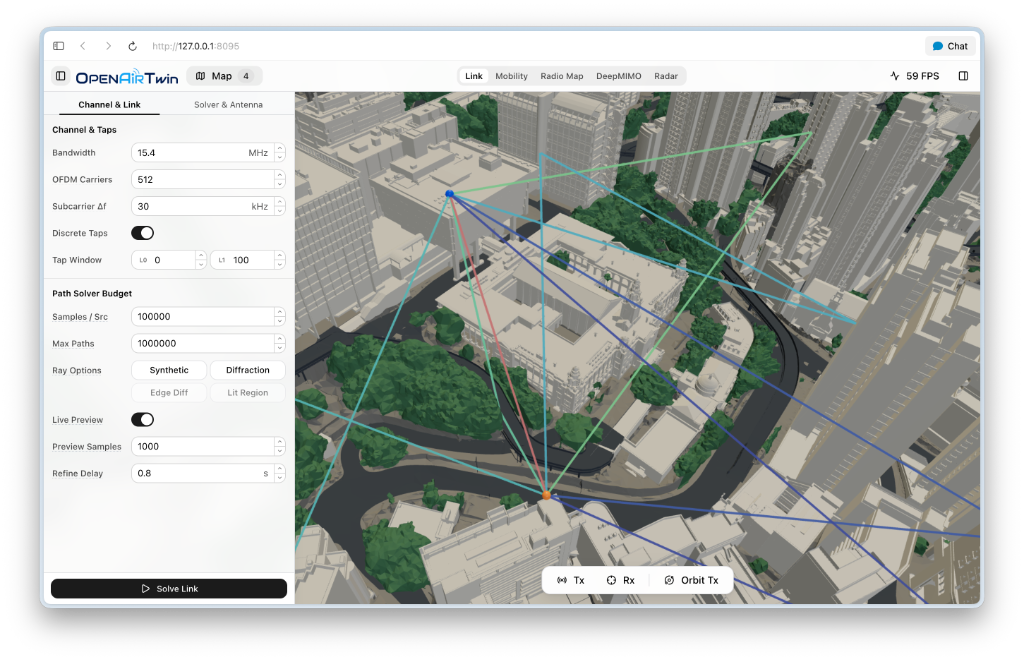 http://127.0.0.1:8095
Chat
OPENAIRTWIN
Map 4
Link Mobility Radio Map DeepMIMO Radar
59 FPS
Channel & Link Solver & Antenna
Channel & Taps
Bandwidth 15.4 MHz
OFDM Carriers 512
Subcarrier Δf 30 kHz
Discrete Taps
Tap Window L0 0 L1 100
Path Solver Budget
Samples / Src 100000
Max Paths 1000000
Ray Options Synthetic Diffraction
Edge Diff Lit Region
Live Preview
Preview Samples 1000
Refine Delay 0.8 s
Solve Link
Tx Rx Orbit Tx